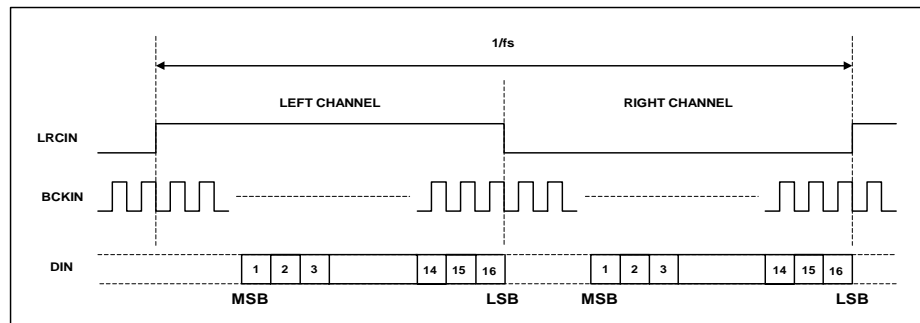 1/fs
LEFT CHANNEL RIGHT CHANNEL
LRCIN
BCKIN
DIN 1 2 3 14 15 16 1 2 3 14 15 16
MSB LSB MSB LSB